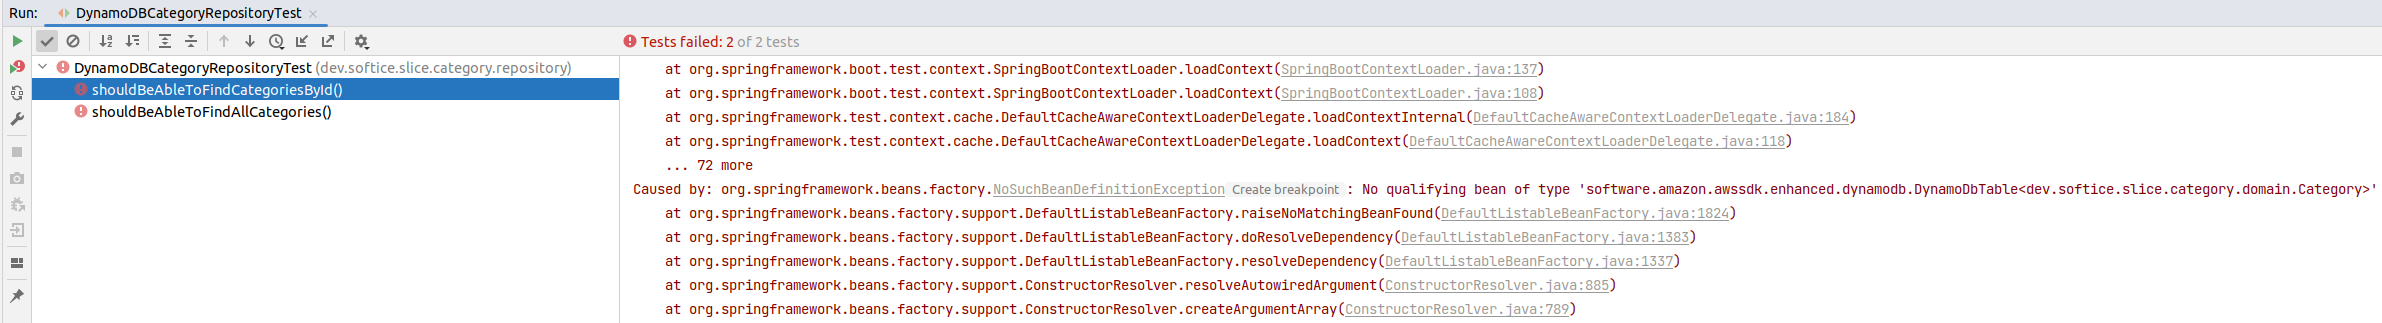 Run: DynamoDBCategoryRepositoryTest
Tests failed: 2 of 2 tests
DynamoDBCategoryRepositoryTest (dev.softice.slice.category.repository)
shouldBeAbleToFindCategoriesById()
shouldBeAbleToFindAllCategories()
at org.springframework.boot.test.context.SpringBootContextLoader.loadContext(SpringBootContextLoader.java:137)
at org.springframework.boot.test.context.SpringBootContextLoader.loadContext(SpringBootContextLoader.java:108)
at org.springframework.test.context.cache.DefaultCacheAwareContextLoaderDelegate.loadContextInternal(DefaultCacheAwareContextLoaderDelegate.java:184)
at org.springframework.test.context.cache.DefaultCacheAwareContextLoaderDelegate.loadContext(DefaultCacheAwareContextLoaderDelegate.java:118)
... 72 more
Caused by: org.springframework.beans.factory.NoSuchBeanDefinitionException Create breakpoint : No qualifying bean of type 'software.amazon.awssdk.enhanced.dynamodb.DynamoDbTable<dev.softice.slice.category.domain.Category>'
at org.springframework.beans.factory.support.DefaultListableBeanFactory.raiseNoMatchingBeanFound(DefaultListableBeanFactory.java:1824)
at org.springframework.beans.factory.support.DefaultListableBeanFactory.doResolveDependency(DefaultListableBeanFactory.java:1383)
at org.springframework.beans.factory.support.DefaultListableBeanFactory.resolveDependency(DefaultListableBeanFactory.java:1337)
at org.springframework.beans.factory.support.ConstructorResolver.resolveAutowiredArgument(ConstructorResolver.java:885)
at org.springframework.beans.factory.support.ConstructorResolver.createArgumentArray(ConstructorResolver.java:789)